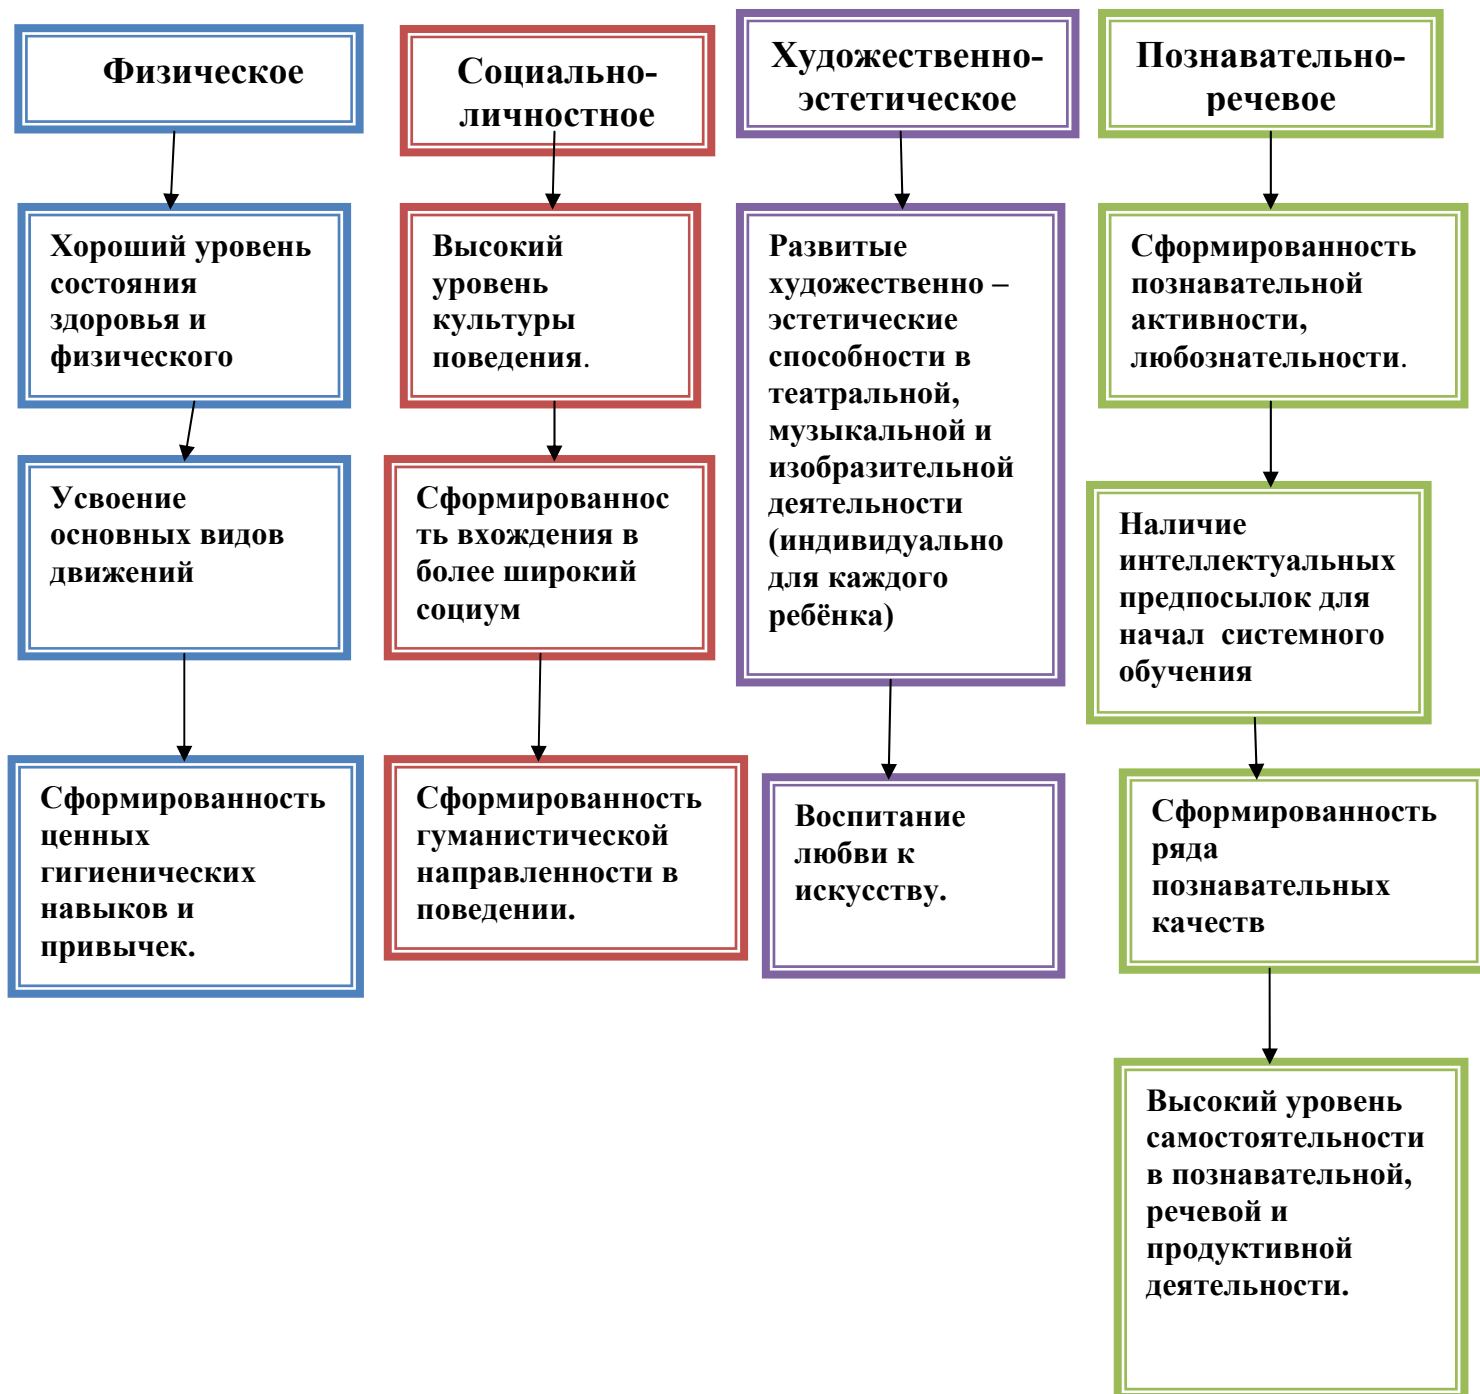 Физическое
Социально-
личностное
Художественно-
эстетическое
Познавательно-
речевое
Хороший уровень
состояния
здоровья и
физического
Высокий
уровень
культуры
поведения.
Развитые
художественно –
эстетические
способности в
театральной,
музыкальной и
изобразительной
деятельности
(индивидуально
для каждого
ребёнка)
Сформированность
познавательной
активности,
любознательности.
Усвоение
основных видов
движений
Сформированнос
ть вхождения в
более широкий
социум
Наличие
интеллектуальных
предпосылок для
начал системного
обучения
Сформированность
ценных
гигиенических
навыков и
привычек.
Сформированность
гуманистической
направленности в
поведении.
Воспитание
любви к
искусству.
Сформированность
ряда
познавательных
качеств
Высокий уровень
самостоятельности
в познавательной,
речевой и
продуктивной
деятельности.